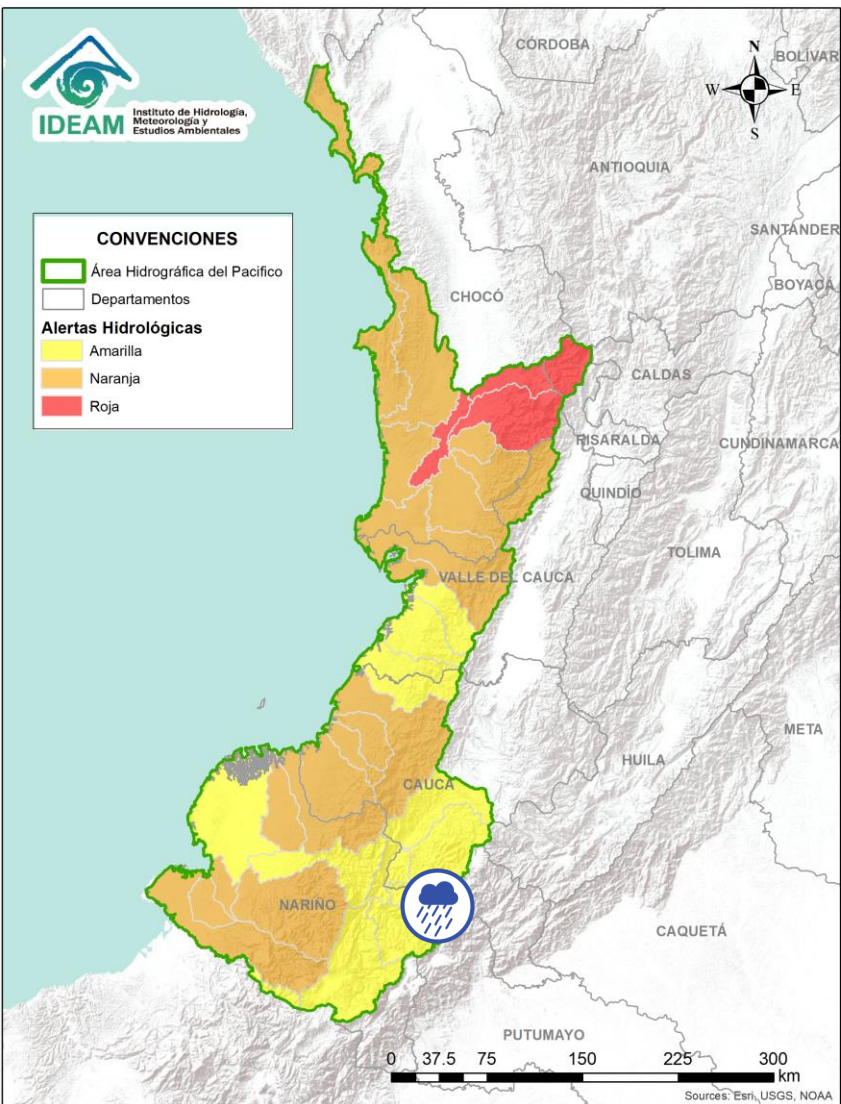 IDEAM
Instituto de Hidrología,
Meteorología y
Estudios Ambientales
CONVENCIONES
Área Hidrográfica del Pacifico
Departamentos
Alertas Hidrológicas
Amarilla
Naranja
Roja
N
W
E
S
CÓRDOBA
BOLÍVAR
ANTIOQUIA
SANTANDER
BOYACÁ
CHOCÓ
CALDAS
RISARALDA
CUNDINAMARCA
QUINDÍO
TOLIMA
VALLE DEL CAUCA
META
HUILA
CAUCA
NARIÑO
CAQUETÁ
PUTUMAYO
0 37.5 75 150 225 300
km
Sources: Esri, USGS, NOAA